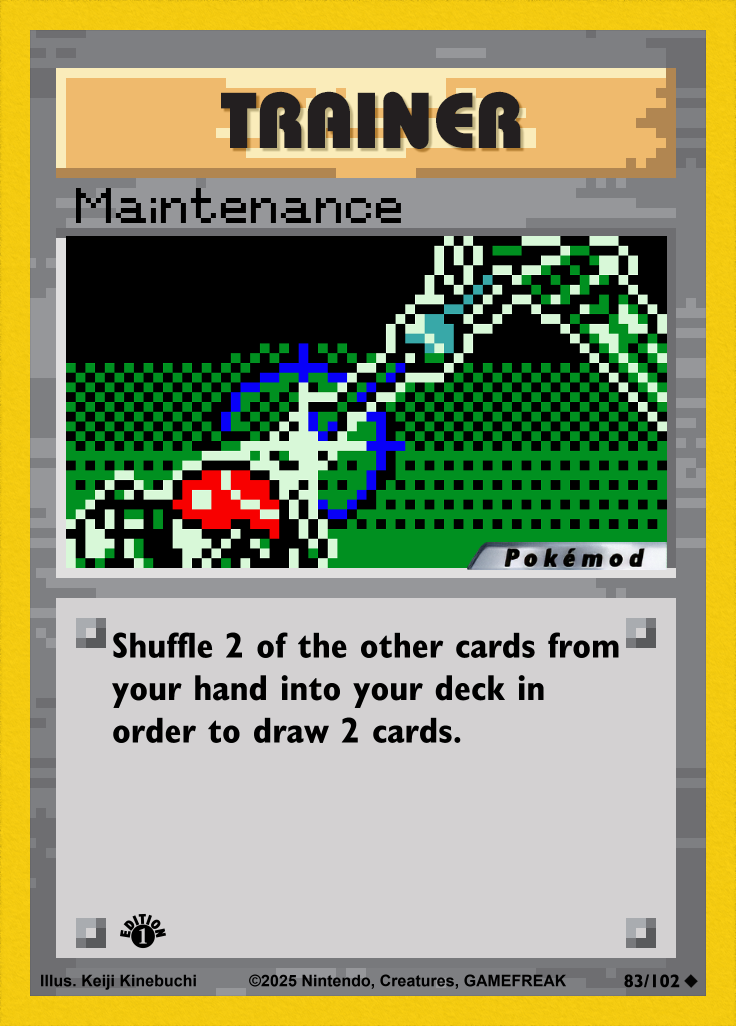 TRAINER
Maintenance
Pokémod
Shuffle 2 of the other cards from
your hand into your deck in
order to draw 2 cards.
EDITION
1
Illus. Keiji Kinebuchi ©2025 Nintendo, Creatures, GAMEFREAK 83/102